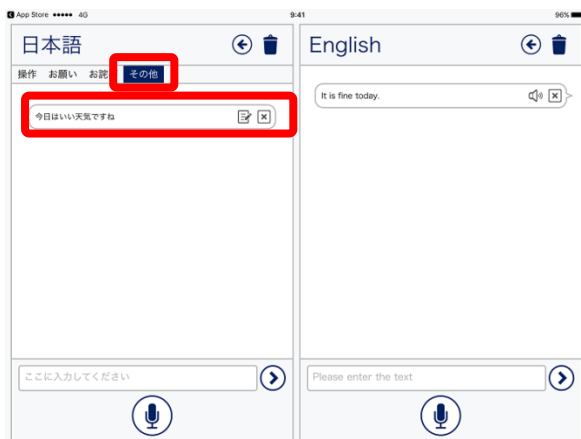 App Store ●●●●● 4G 9:41 96%
日本語
操作 お願い お詫 その他
今日はいい天気ですね
ここに入力してください
English
It is fine today.
Please enter the text